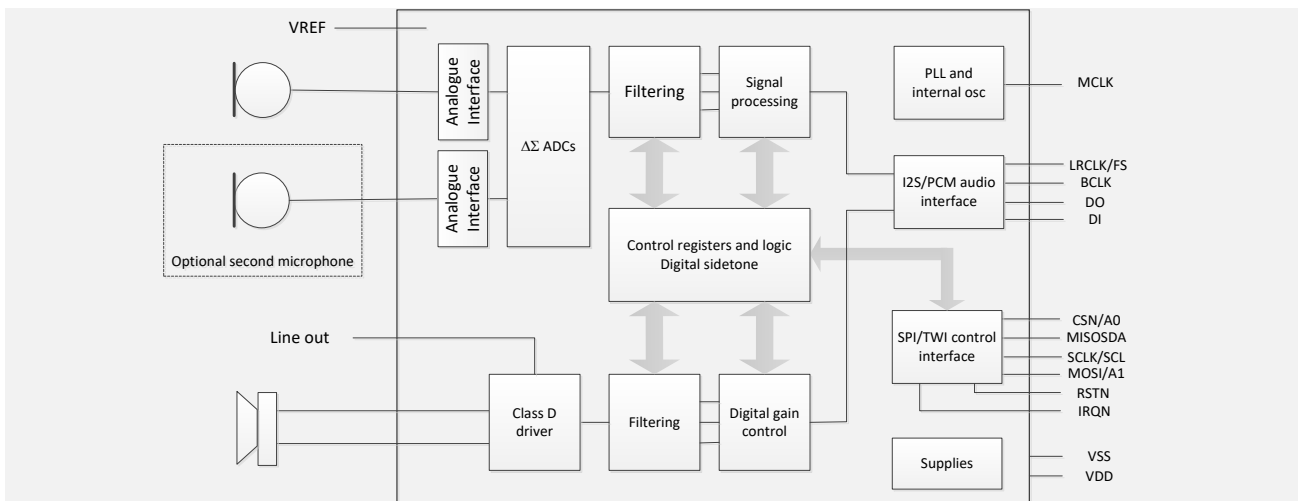 VREF
Analogue
Interface
ΔΣ ADCs
Filtering
Signal
processing
PLL and
internal osc
MCLK
Analogue
Interface
Optional second microphone
I2S/PCM audio
interface
LRCLK/FS
BCLK
DO
DI
Control registers and logic
Digital sidetone
SPI/TWI control
interface
CSN/A0
MISOSDA
SCLK/SCL
MOSI/A1
RSTN
IRQN
Line out
Class D
driver
Filtering
Digital gain
control
Supplies
VSS
VDD